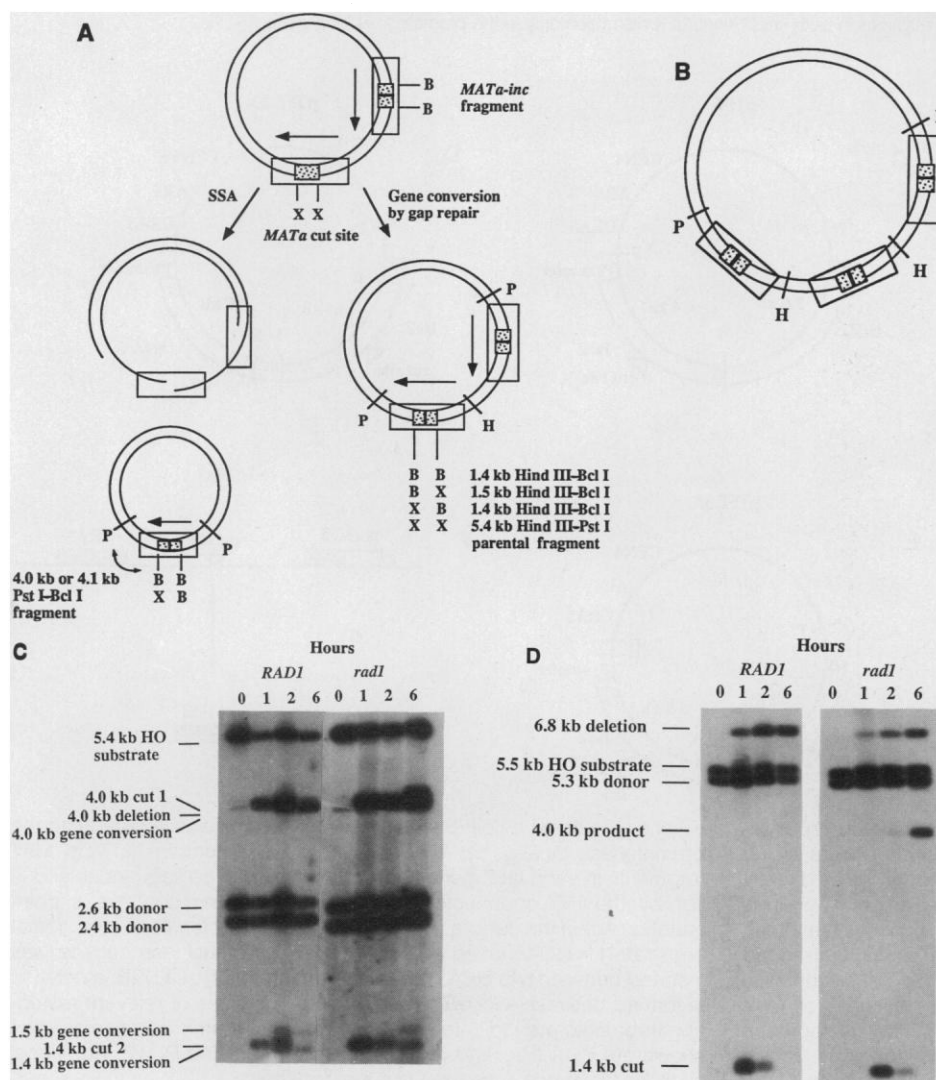 A
B
MATa-inc
B
fragment
SSA
Gene conversion
by gap repair
X X
MATa cut site
P
P
H
B B 1.4 kb Hind III–Bcl I
B X 1.5 kb Hind III–Bcl I
X B 1.4 kb Hind III–Bcl I
X X 5.4 kb Hind III–Pst I
parental fragment
P
P
4.0 kb or 4.1 kb
Pst I–Bcl I
fragment
B B
X B
B
P
H
H
C
Hours
RAD1
rad1
0 1 2 6 0 1 2 6
5.4 kb HO
substrate
4.0 kb cut 1
4.0 kb deletion
4.0 kb gene conversion
2.6 kb donor
2.4 kb donor
1.5 kb gene conversion
1.4 kb cut 2
1.4 kb gene conversion
D
Hours
RAD1
rad1
0 1 2 6 0 1 2 6
6.8 kb deletion
5.5 kb HO substrate
5.3 kb donor
4.0 kb product
1.4 kb cut